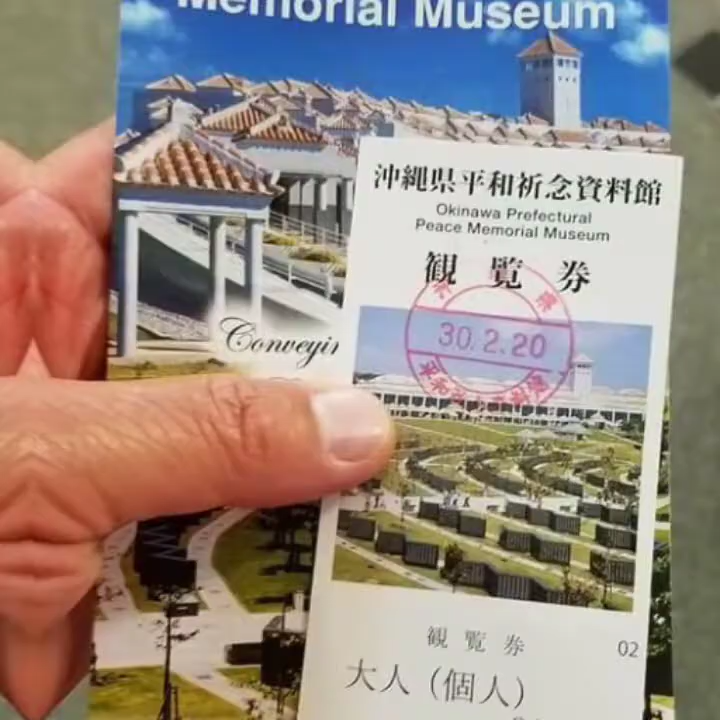 Memorial Museum
沖縄県平和祈念資料館
Okinawa Prefectural
Peace Memorial Museum
観覧券
30.2.20
Conveyin
観覧券
02
大人（個人）